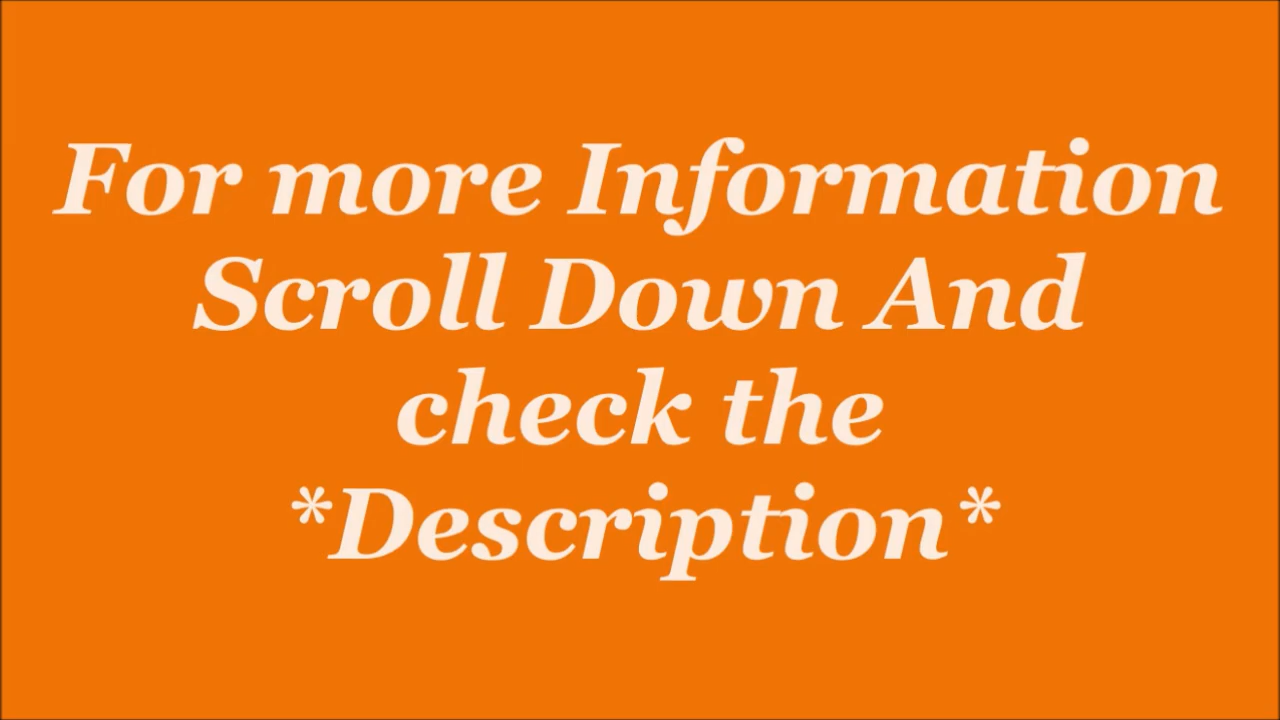 For more Information
Scroll Down And
check the
*Description*